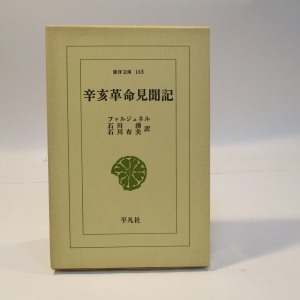 東洋文庫 165
辛亥革命見聞記
ファルジュネル
石川 湧
石川布美 訳
平凡社